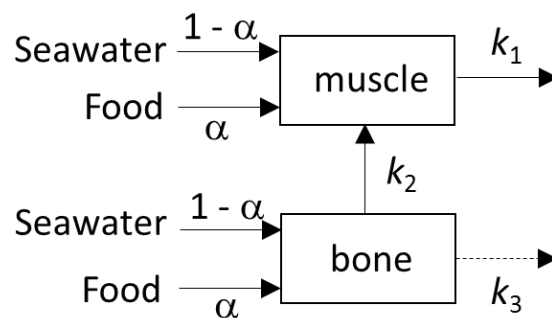 Seawater 1 - α
Food α
muscle
k1
k2
Seawater 1 - α
Food α
bone
k3